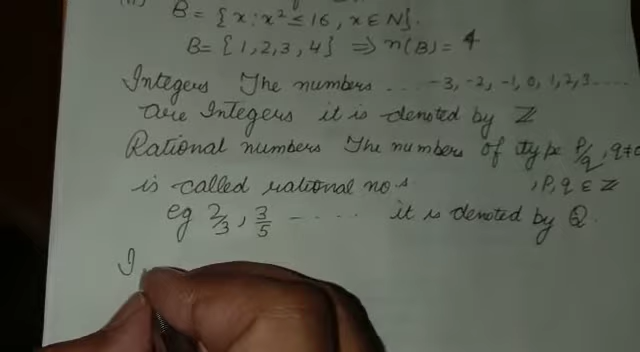 B = {x : x² ≤ 16, x ∈ N}.
B = {1, 2, 3, 4} ⇒ n(B) = 4
Integers The numbers .... -3, -2, -1, 0, 1, 2, 3 ....
are Integers it is denoted by Z
Rational numbers The numbers of type P/q, q≠0
is called rational no.s , P, q ∈ Z
eg 2/3, 3/5 ------ it is denoted by Q.
I